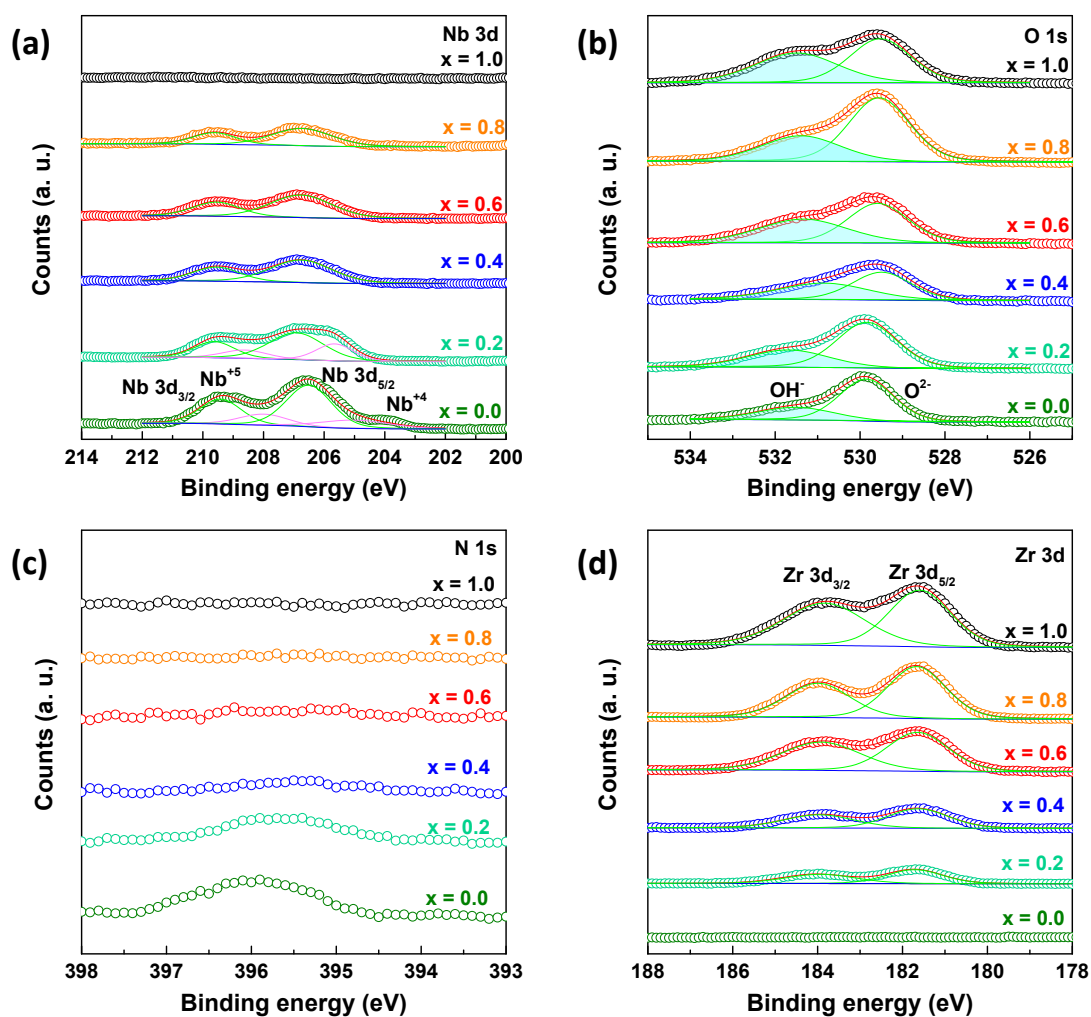 (a)
Nb 3d
x = 1.0
x = 0.8
x = 0.6
x = 0.4
x = 0.2
Nb 3d3/2
Nb+5
Nb 3d5/2
Nb+4
x = 0.0
Counts (a. u.)
214 212 210 208 206 204 202 200
Binding energy (eV)
(b)
O 1s
x = 1.0
x = 0.8
x = 0.6
x = 0.4
x = 0.2
OH-
O2-
x = 0.0
Counts (a. u.)
534 532 530 528 526
Binding energy (eV)
(c)
N 1s
x = 1.0
x = 0.8
x = 0.6
x = 0.4
x = 0.2
x = 0.0
Counts (a. u.)
398 397 396 395 394 393
Binding energy (eV)
(d)
Zr 3d
Zr 3d3/2
Zr 3d5/2
x = 1.0
x = 0.8
x = 0.6
x = 0.4
x = 0.2
x = 0.0
Counts (a. u.)
188 186 184 182 180 178
Binding energy (eV)